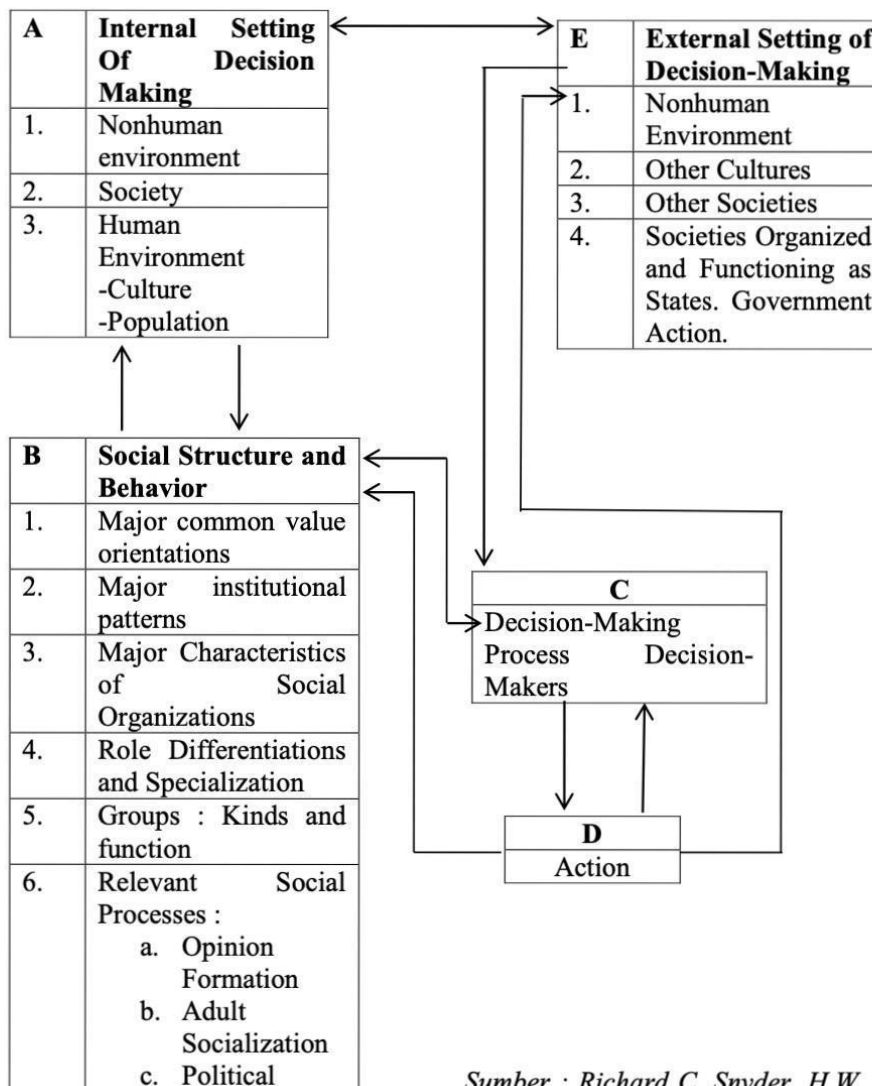 A Internal Setting
Of Decision
Making
1. Nonhuman
environment
2. Society
3. Human
Environment
-Culture
-Population
E External Setting of
Decision-Making
1. Nonhuman
Environment
2. Other Cultures
3. Other Societies
4. Societies Organized
and Functioning as
States. Government
Action.
B Social Structure and
Behavior
1. Major common value
orientations
2. Major institutional
patterns
3. Major Characteristics
of Social
Organizations
4. Role Differentiations
and Specialization
5. Groups : Kinds and
function
6. Relevant Social
Processes :
a. Opinion
Formation
b. Adult
Socialization
c. Political
C
Decision-Making
Process Decision-
Makers
D
Action
Sumber : Richard C. Snyder, H.W.